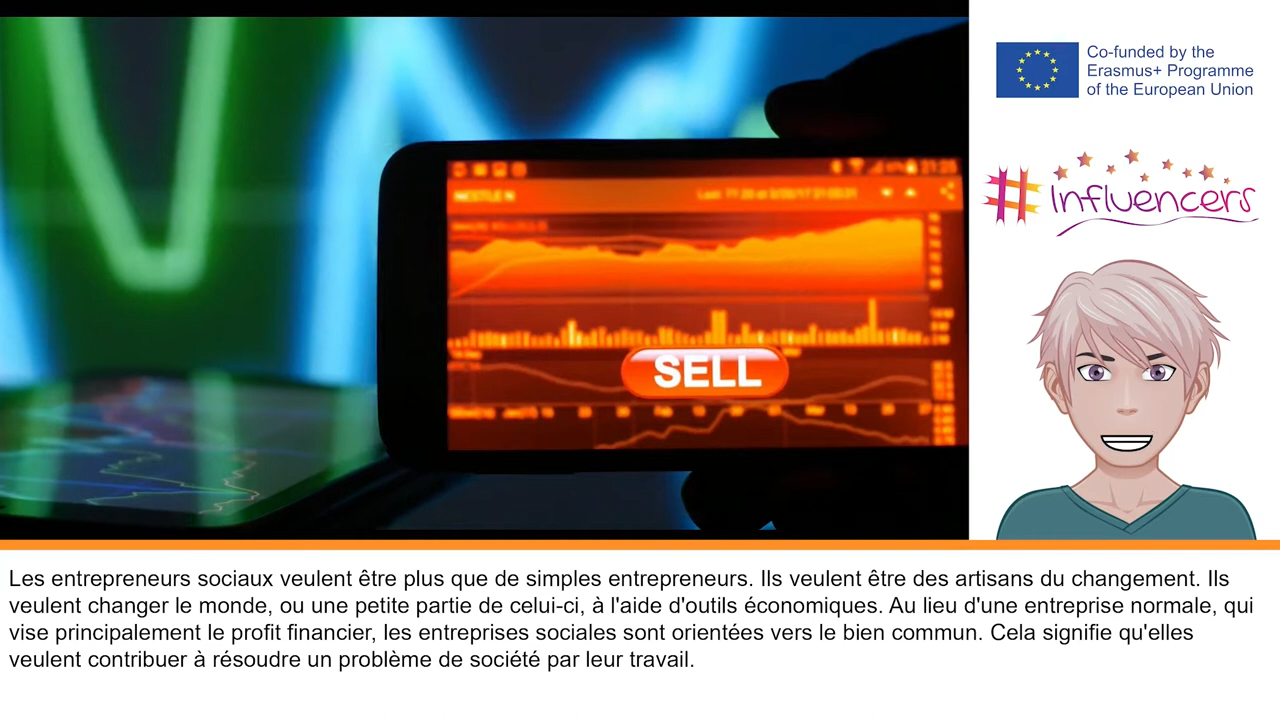 Co-funded by the
Erasmus+ Programme
of the European Union
#Influencers
SELL
Les entrepreneurs sociaux veulent être plus que de simples entrepreneurs. Ils veulent être des artisans du changement. Ils
veulent changer le monde, ou une petite partie de celui-ci, à l'aide d'outils économiques. Au lieu d'une entreprise normale, qui
vise principalement le profit financier, les entreprises sociales sont orientées vers le bien commun. Cela signifie qu'elles
veulent contribuer à résoudre un problème de société par leur travail.